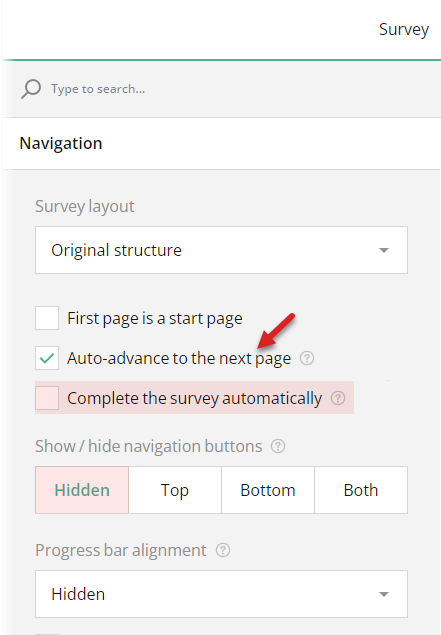 Survey
Type to search...
Navigation
Survey layout
Original structure
First page is a start page
Auto-advance to the next page ?
Complete the survey automatically ?
Show / hide navigation buttons ?
Hidden Top Bottom Both
Progress bar alignment ?
Hidden